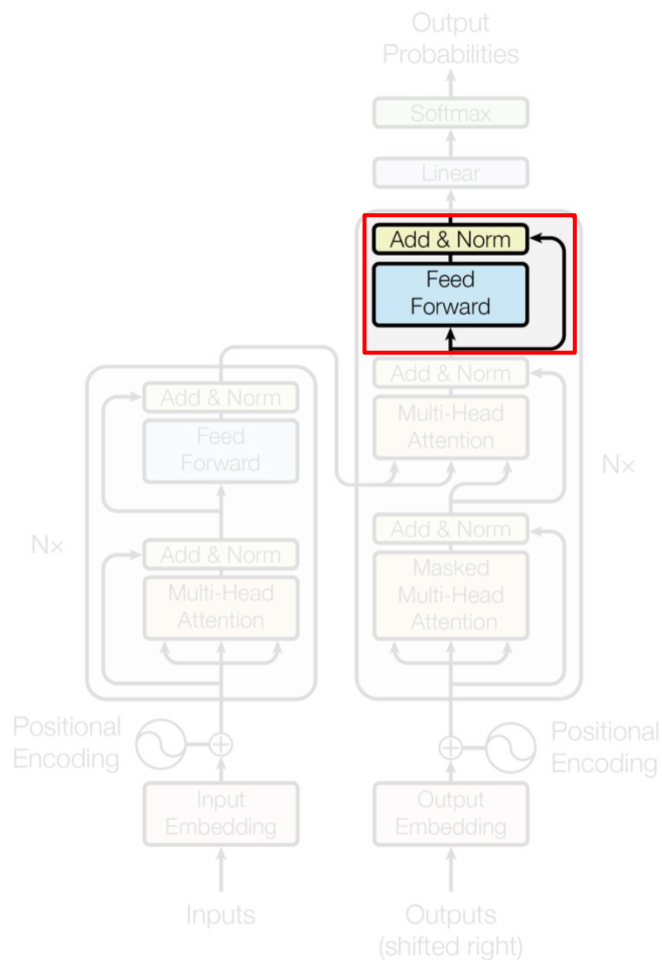 Output
Probabilities
Softmax
Linear
Add & Norm
Feed
Forward
Add & Norm
Multi-Head
Attention
Add & Norm
Feed
Forward
N×
Add & Norm
Masked
Multi-Head
Attention
N×
Add & Norm
Multi-Head
Attention
Positional
Encoding
Positional
Encoding
Input
Embedding
Output
Embedding
Inputs
Outputs
(shifted right)